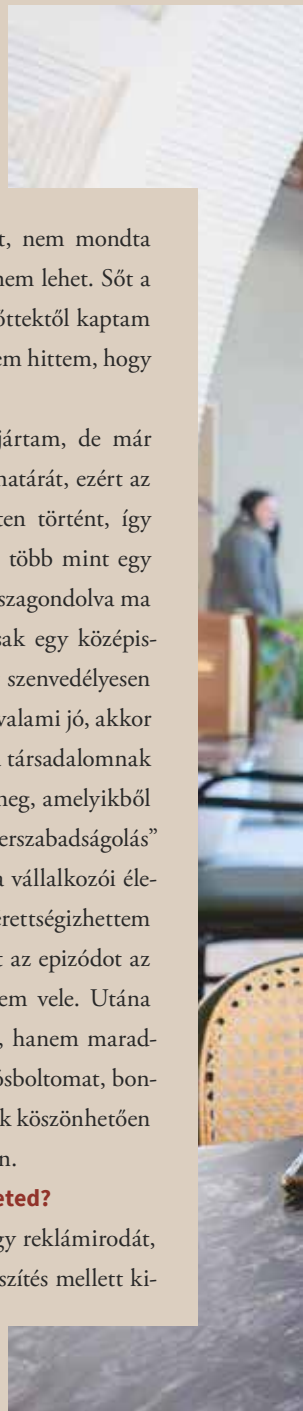 t, nem mondta
nem lehet. Sőt a
őttektől kaptam
em hittem, hogy
jártam, de már
határát, ezért az
ten történt, így
több mint egy
szagondolva ma
sak egy középis-
szenvedélyesen
valami jó, akkor
társadalomnak
neg, amelyikből
erszabadságolás”
a vállalkozói éle-
erettségizhettem
t az epizódot az
em vele. Utána
, hanem marad-
ósboltomat, bon-
k köszönhetően
n.
eted?
gy reklámirodát,
szítés mellett ki-